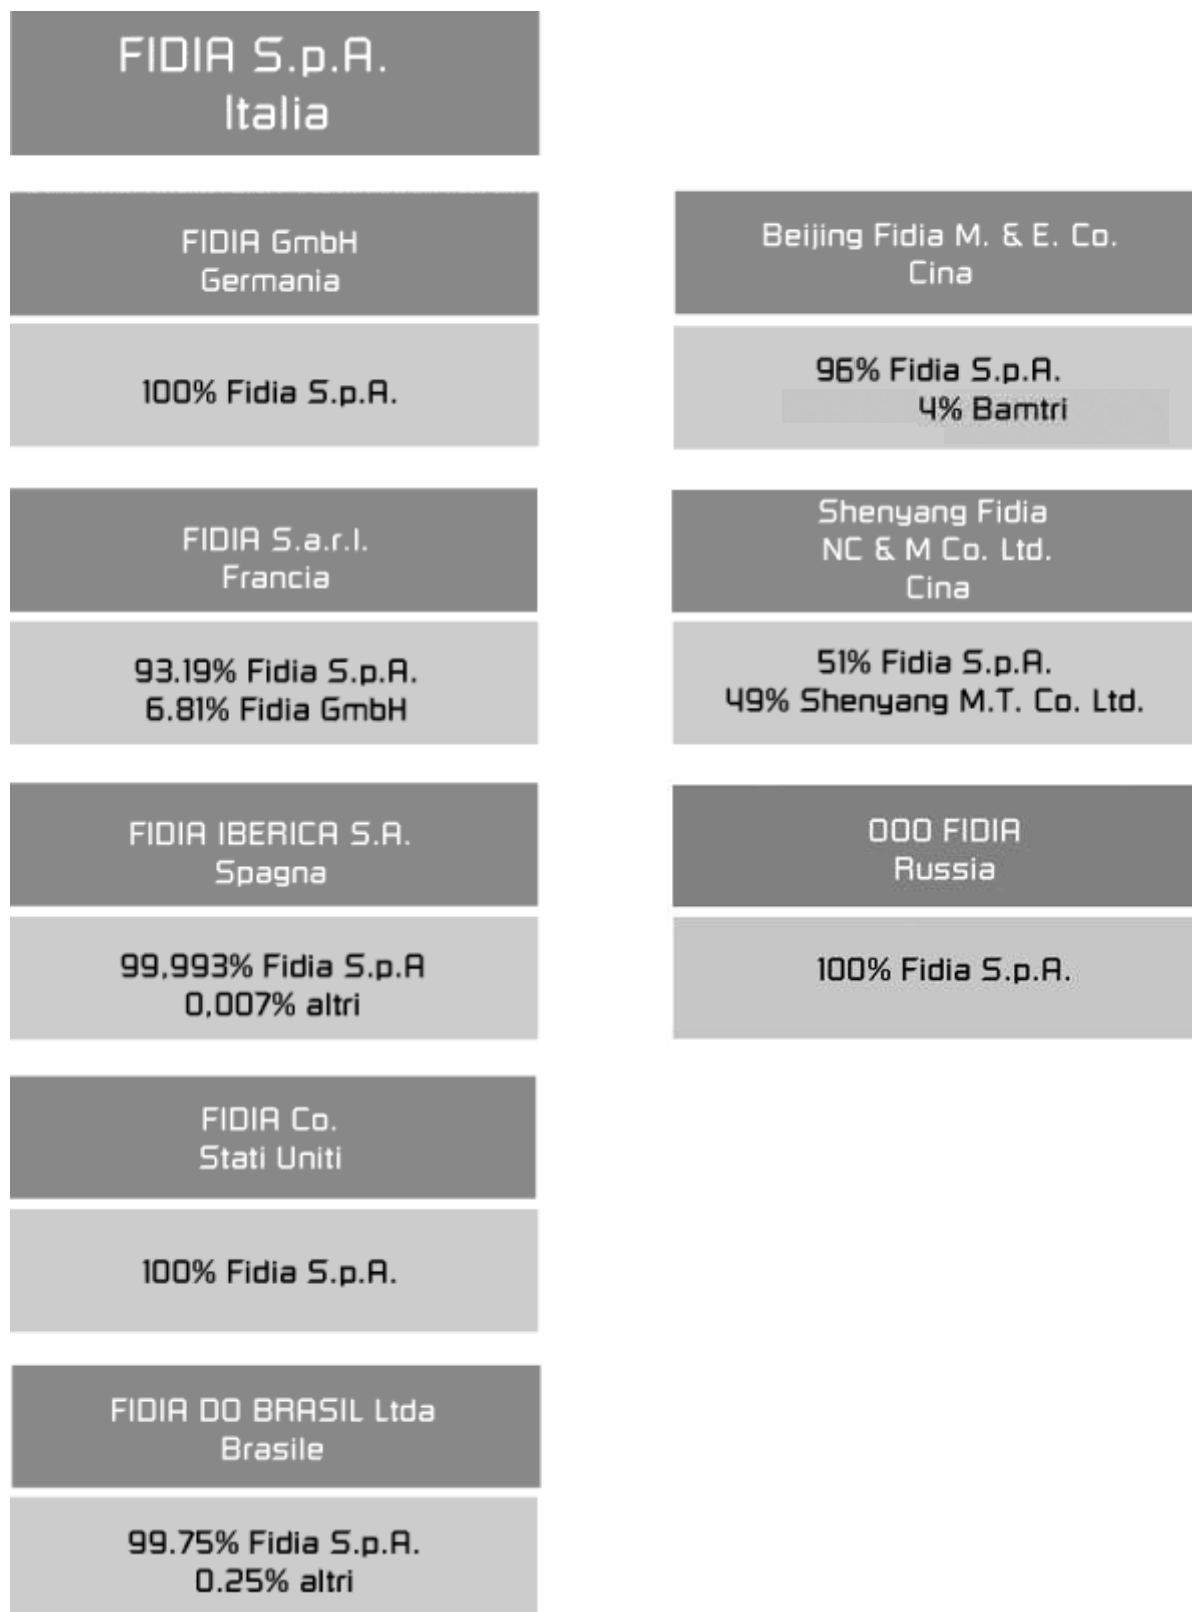 FIDIA S.p.A.
Italia
FIDIA GmbH
Germania
100% Fidia S.p.A.
FIDIA S.a.r.l.
Francia
93.19% Fidia S.p.A.
6.81% Fidia GmbH
FIDIA IBERICA S.A.
Spagna
99,993% Fidia S.p.A
0,007% altri
FIDIA Co.
Stati Uniti
100% Fidia S.p.A.
FIDIA DO BRASIL Ltda
Brasile
99.75% Fidia S.p.A.
0.25% altri
Beijing Fidia M. & E. Co.
Cina
96% Fidia S.p.A.
4% Bamtri
Shenyang Fidia
NC & M Co. Ltd.
Cina
51% Fidia S.p.A.
49% Shenyang M.T. Co. Ltd.
OOO FIDIA
Russia
100% Fidia S.p.A.